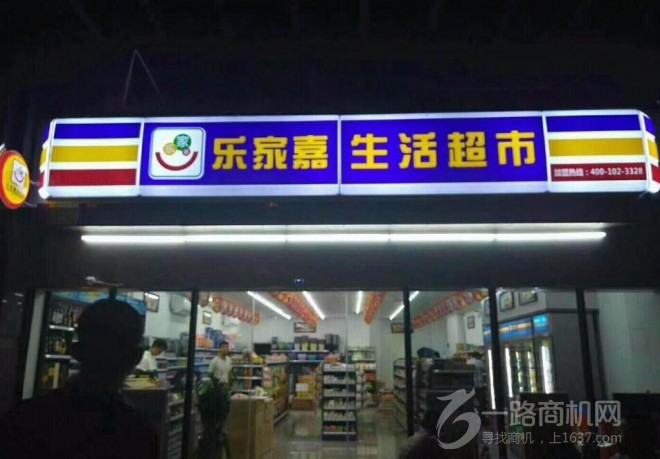 乐家嘉 生活超市
加盟热线：400-102-3328
一路商机网
寻找商机，上1637.com